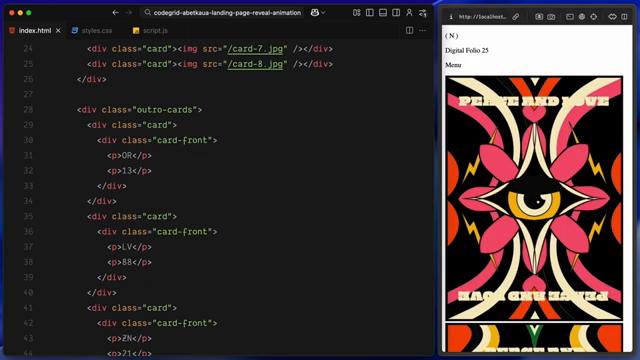 codegrid-abetkaua-landing-page-reveal-animation
index.html
styles.css
script.js
24 <div class="card"><img src="/card-7.jpg" /></div>
25 <div class="card"><img src="/card-8.jpg" /></div>
26 </div>
27
28 <div class="outro-cards">
29 <div class="card">
30 <div class="card-front">
31 <p>OR</p>
32 <p>13</p>
33 </div>
34 </div>
35 <div class="card">
36 <div class="card-front">
37 <p>LV</p>
38 <p>88</p>
39 </div>
40 </div>
41 <div class="card">
42 <div class="card-front">
43 <p>ZN</p>
44 <p>21</p>
http://localhost...
( N )
Digital Folio 25
Menu
PEACE AND LOVE
PEACE AND LOVE